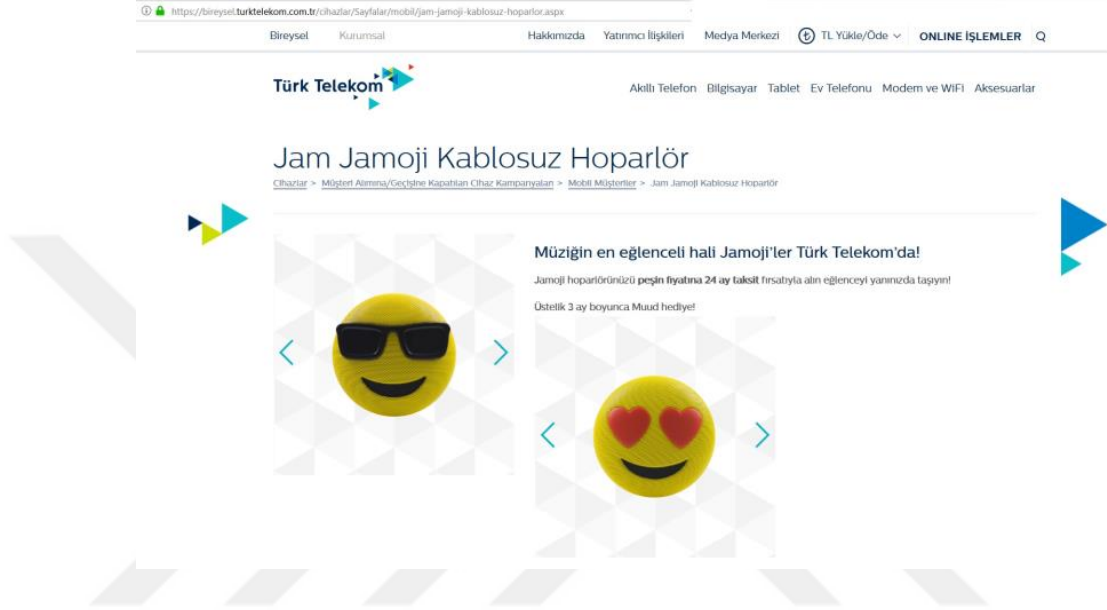 https://bireysel.turktelekom.com.tr/cihazlar/Sayfalar/mobil/jam-jamoji-kablosuz-hoparlor.aspx
Bireysel Kurumsal Hakkımızda Yatırımcı İlişkileri Medya Merkezi TL Yükle/Öde ONLINE İŞLEMLER
Türk Telekom
Akıllı Telefon Bilgisayar Tablet Ev Telefonu Modem ve WiFi Aksesuarlar
Jam Jamoji Kablosuz Hoparlör
Cihazlar > Müşteri Alımına/Geçişine Kapatılan Cihaz Kampanyaları > Mobil Müşteriler > Jam Jamoji Kablosuz Hoparlör
Müziğin en eğlenceli hali Jamoji'ler Türk Telekom'da!
Jamoji hoparlörünüzü peşin fiyatına 24 ay taksit fırsatıyla alın eğlenceyi yanınızda taşıyın!
Üstelik 3 ay boyunca Muud hediye!